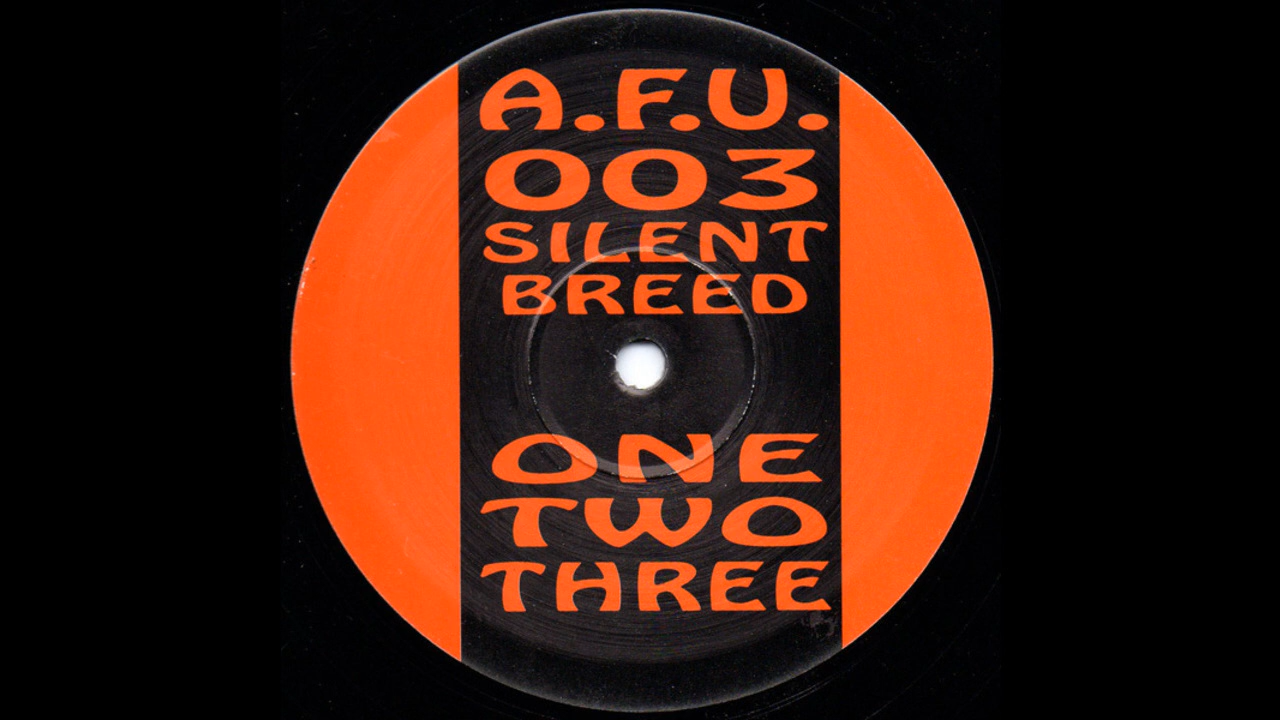 A.F.U.
003
SILENT
BREED
ONE
TWO
THREE